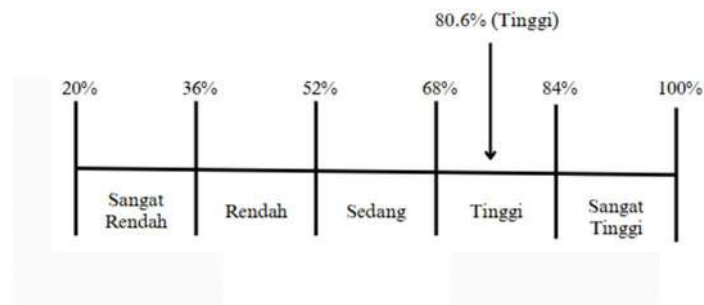 80.6% (Tinggi)
20% 36% 52% 68% 84% 100%
Sangat Rendah
Rendah
Sedang
Tinggi
Sangat Tinggi